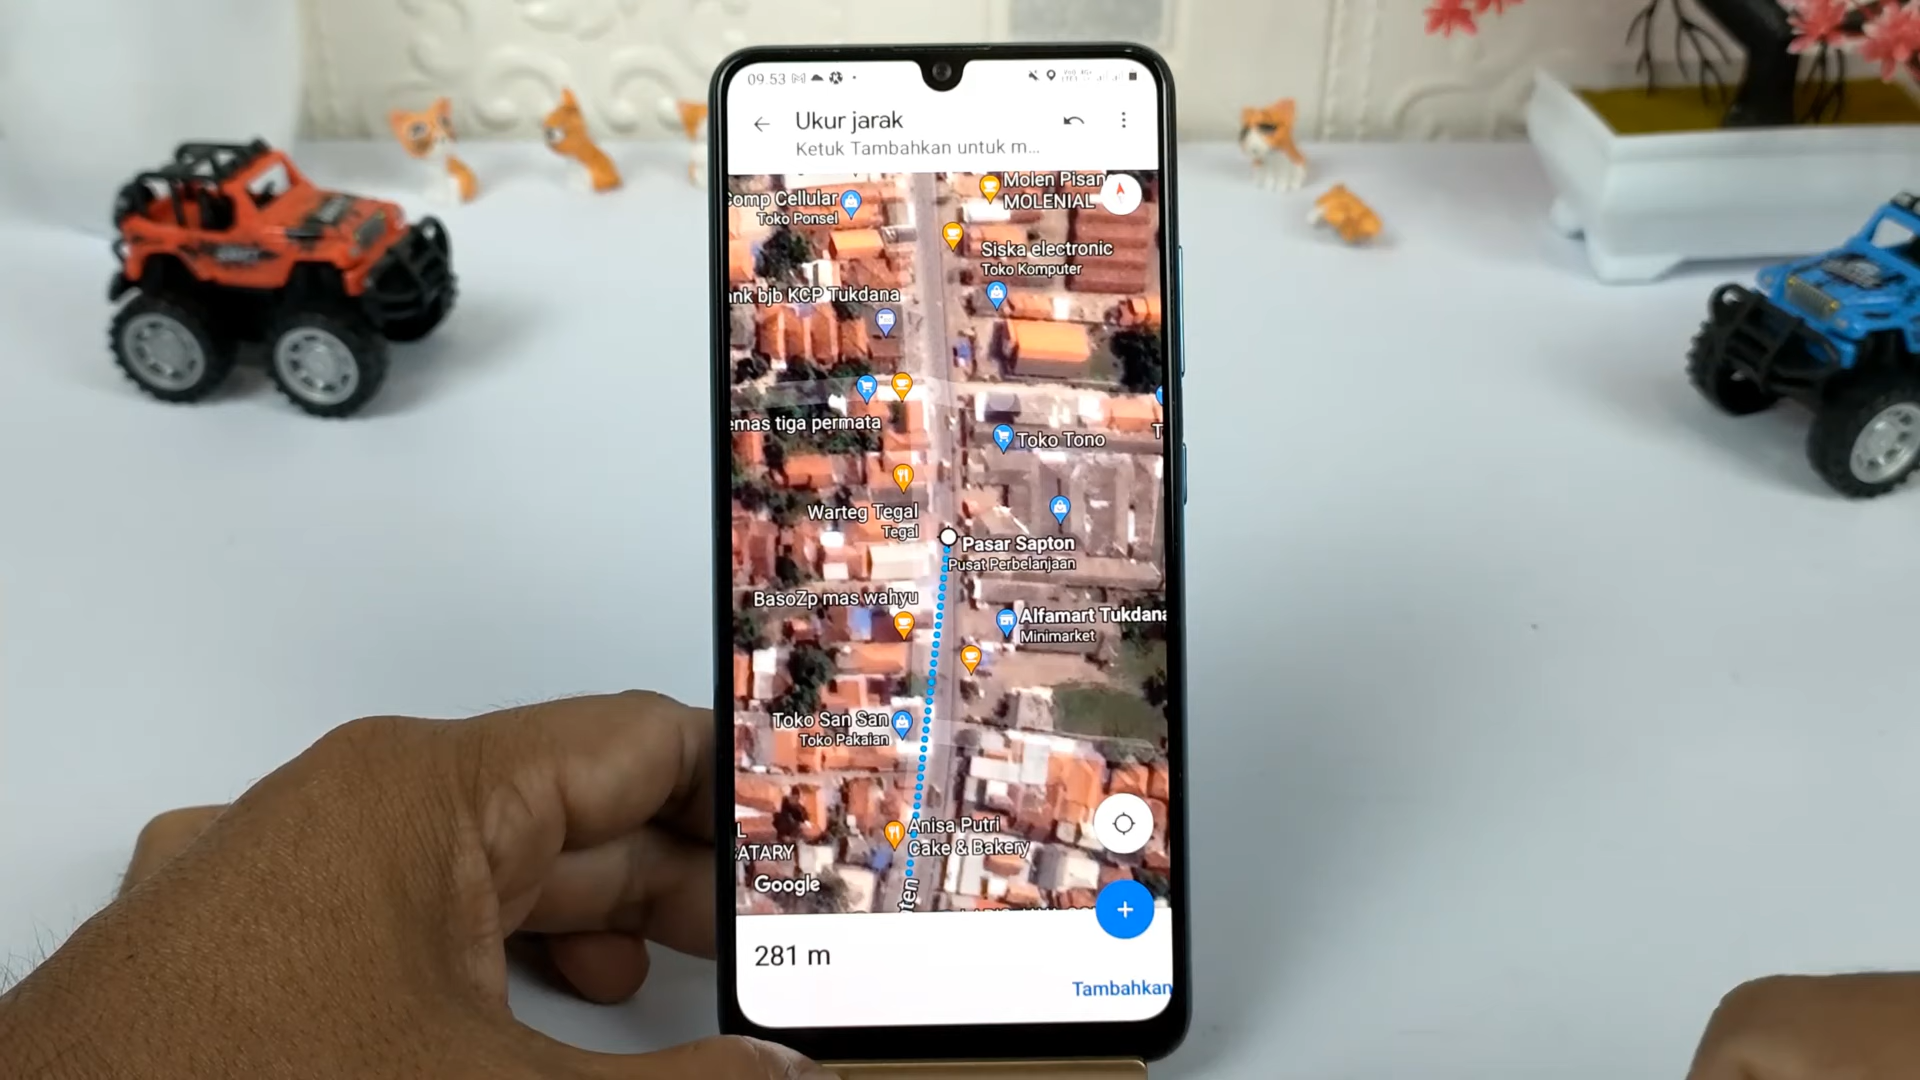 09.53
Ukur jarak
Ketuk Tambahkan untuk m...
Comp Cellular
Toko Ponsel
Molen Pisan
MOLENIAL
Siska electronic
Toko Komputer
ank bjb KCP Tukdana
emas tiga permata
Toko Tono
T
Warteg Tegal
Tegal
Pasar Sapton
Pusat Perbelanjaan
BasoZp mas wahyu
Alfamart Tukdana
Minimarket
Toko San San
Toko Pakaian
Anisa Putri
Cake & Bakery
L
ATARY
Google
ten
281 m
Tambahkan